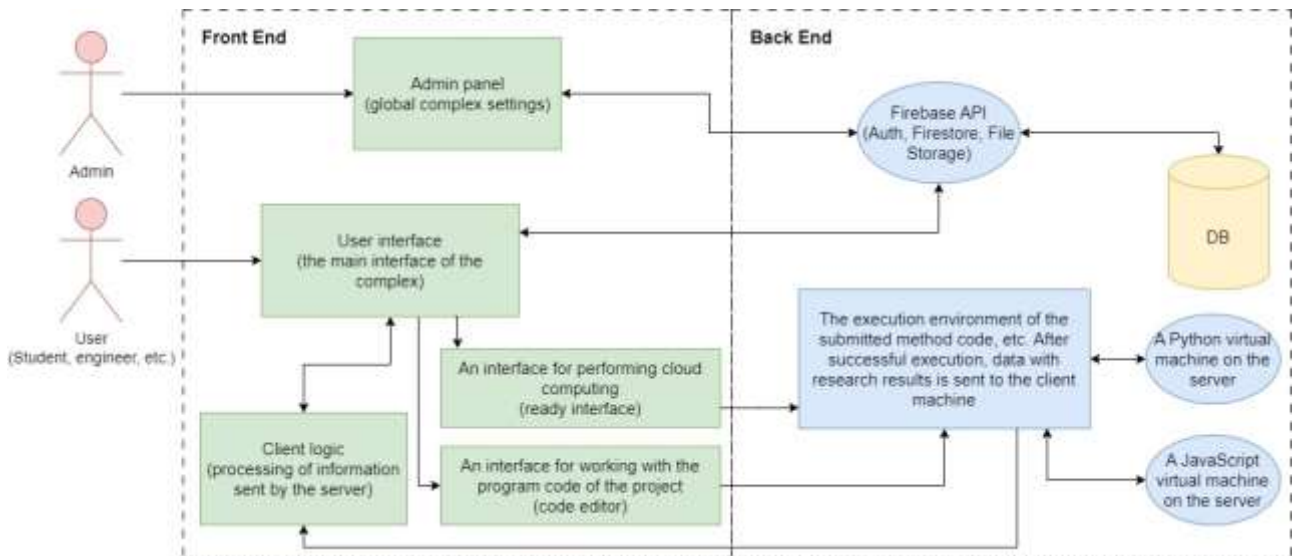 Front End
Back End
Admin panel
(global complex settings)
Firebase API
(Auth, Firestore, File
Storage)
Admin
DB
User interface
(the main interface of the
complex)
User
(Student, engineer, etc.)
The execution environment of the
submitted method code, etc. After
successful execution, data with
research results is sent to the client
machine
A Python virtual
machine on the
server
An interface for performing cloud
computing
(ready interface)
Client logic
(processing of information
sent by the server)
An interface for working with the
program code of the project
(code editor)
A JavaScript
virtual machine
on the server